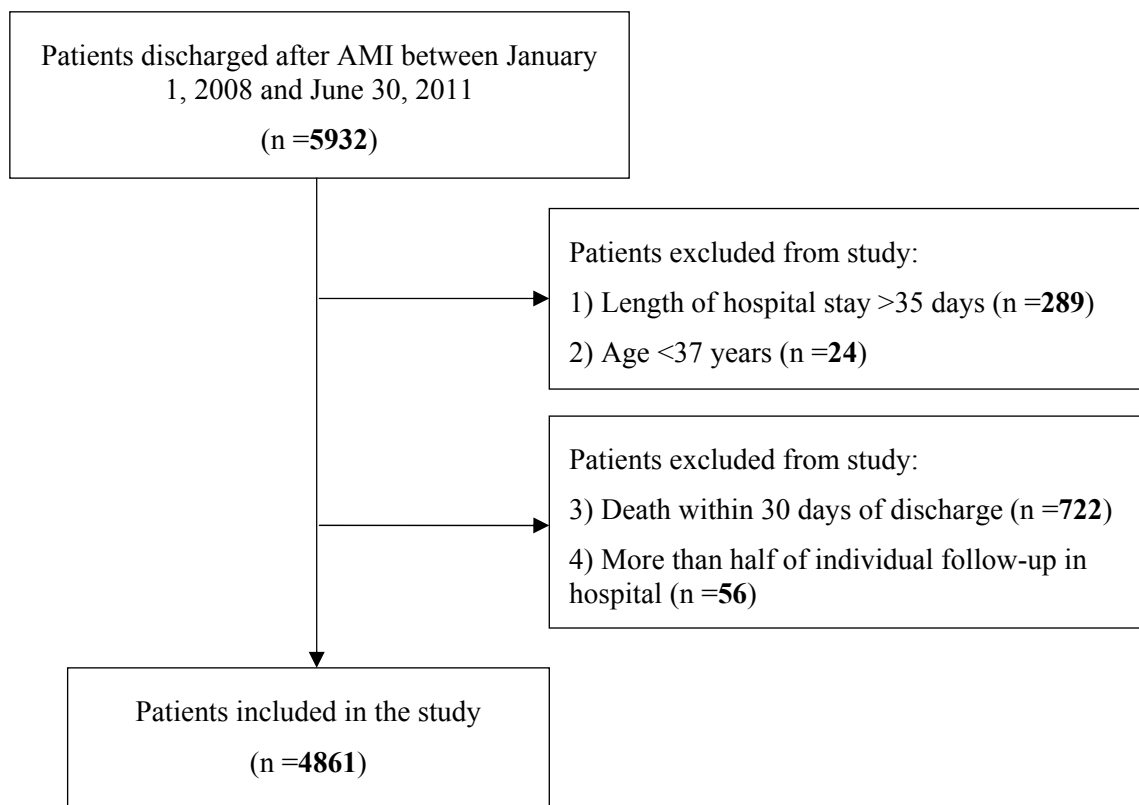 Patients discharged after AMI between January
1, 2008 and June 30, 2011
(n =5932)
Patients excluded from study:
1) Length of hospital stay >35 days (n =289)
2) Age <37 years (n =24)
Patients excluded from study:
3) Death within 30 days of discharge (n =722)
4) More than half of individual follow-up in
hospital (n =56)
Patients included in the study
(n =4861)